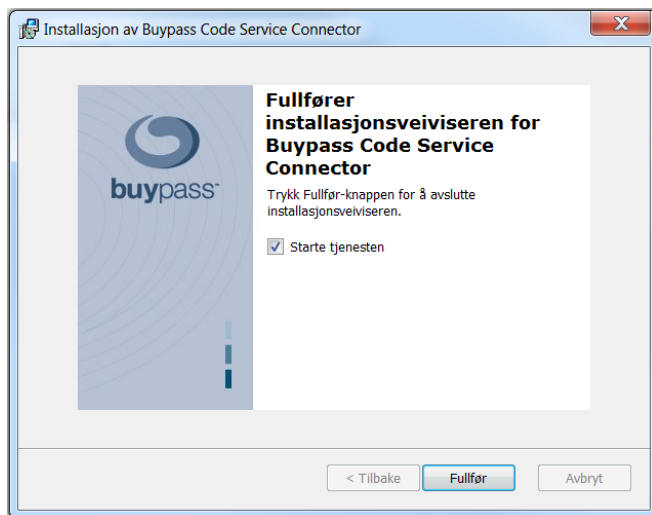 Installasjon av Buypass Code Service Connector
X
Fullfører
installasjonsveiviseren for
Buypass Code Service
Connector
buypass
Trykk Fullfør-knappen for å avslutte
installasjonsveiviseren.
Starte tjenesten
< Tilbake
Fullfør
Avbryt